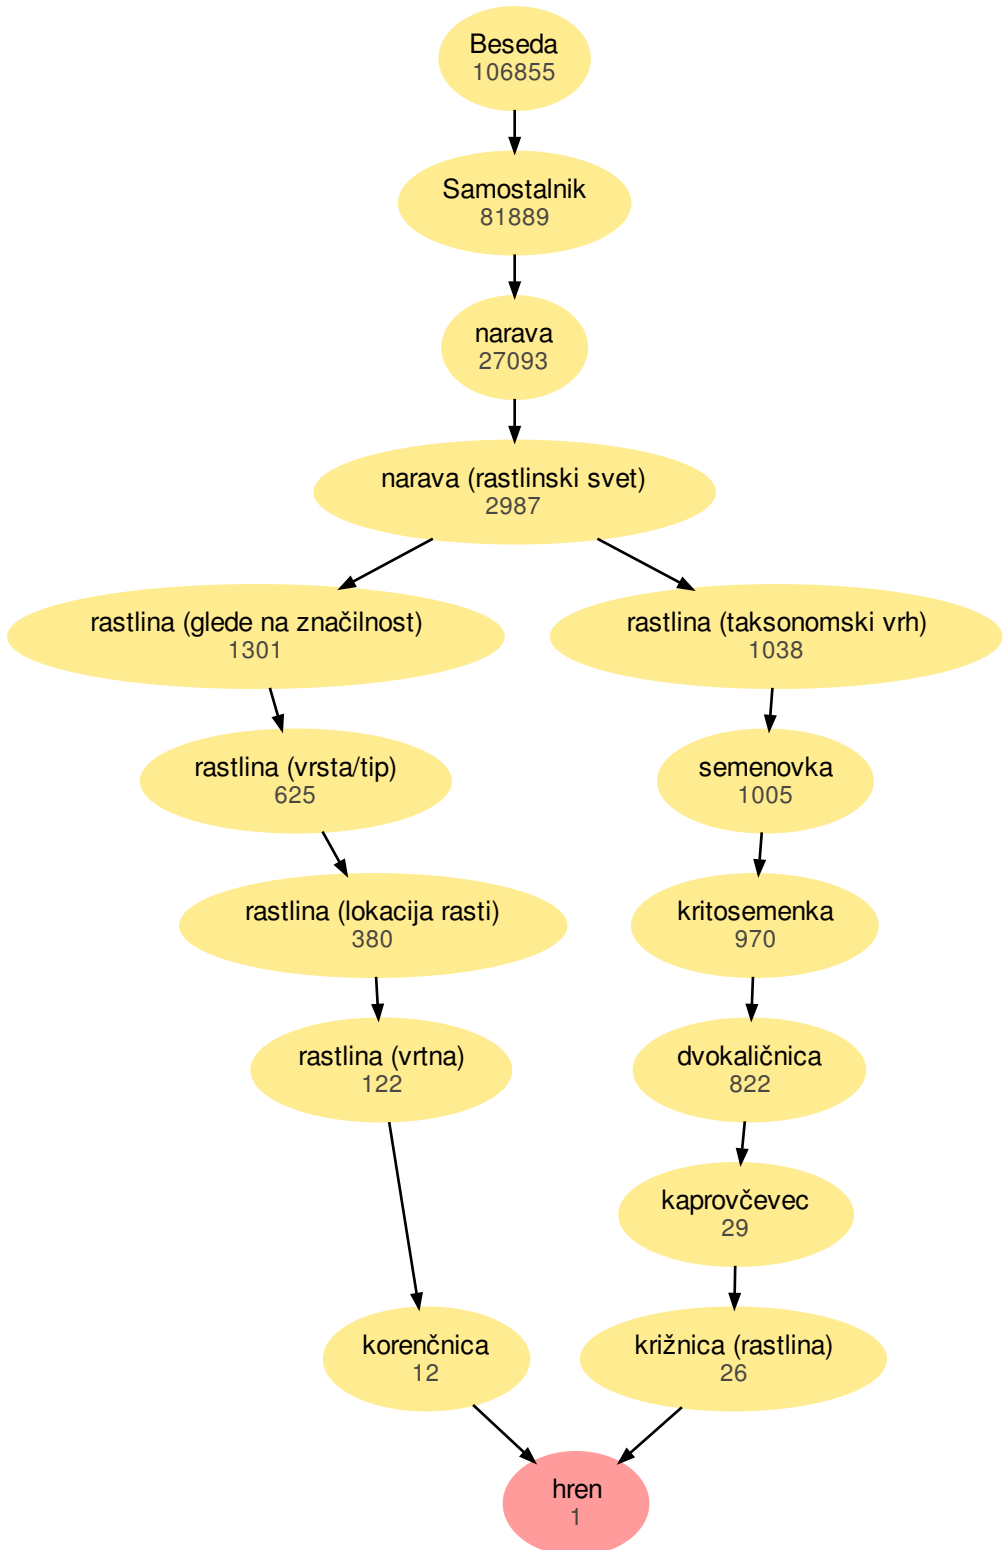 Beseda
106855
Samostalnik
81889
narava
27093
narava (rastlinski svet)
2987
rastlina (glede na značilnost)
1301
rastlina (taksonomski vrh)
1038
rastlina (vrsta/tip)
625
semenovka
1005
rastlina (lokacija rasti)
380
kritosemenka
970
rastlina (vrtna)
122
dvokaličnica
822
kaprovčevec
29
korenčnica
12
križnica (rastlina)
26
hren
1